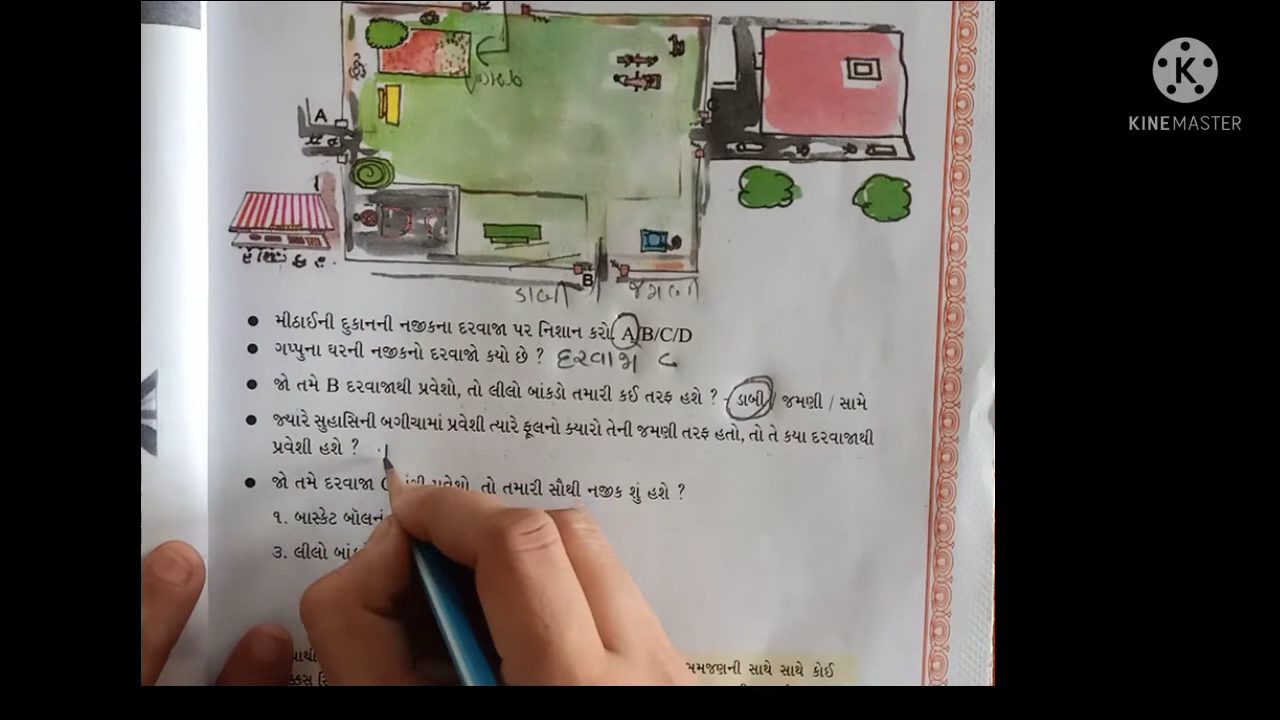 KINEMASTER
K
A
C
B
ડાબી
જમણી
મીઠાઈની દુકાનની નજીકના દરવાજા પર નિશાન કરો. A/B/C/D
ગપ્પુના ઘરની નજીકનો દરવાજો કયો છે ? દરવાજા C
જો તમે B દરવાજાથી પ્રવેશો, તો લીલો બાંકડો તમારી કઈ તરફ હશે ? ડાબી / જમણી / સામે
જ્યારે સુહાસિની બગીચામાં પ્રવેશી ત્યારે ફૂલનો ક્યારો તેની જમણી તરફ હતો, તો તે કયા દરવાજાથી
પ્રવેશી હશે ?
જો તમે દરવાજા તો તમારી સૌથી નજીક શું હશે ?
૧. બાસ્કેટ
૩. લીલો
સમજણની સાથે સાથે કોઈ